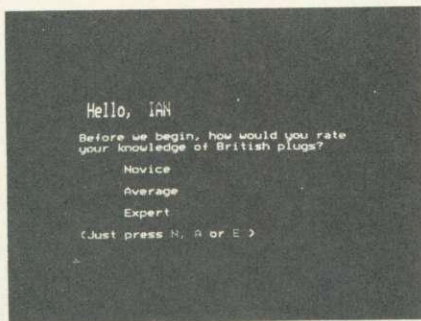 Hello, IAN
Before we begin, how would you rate
your knowledge of British plugs?
Novice
Average
Expert
(Just press N, A or E )